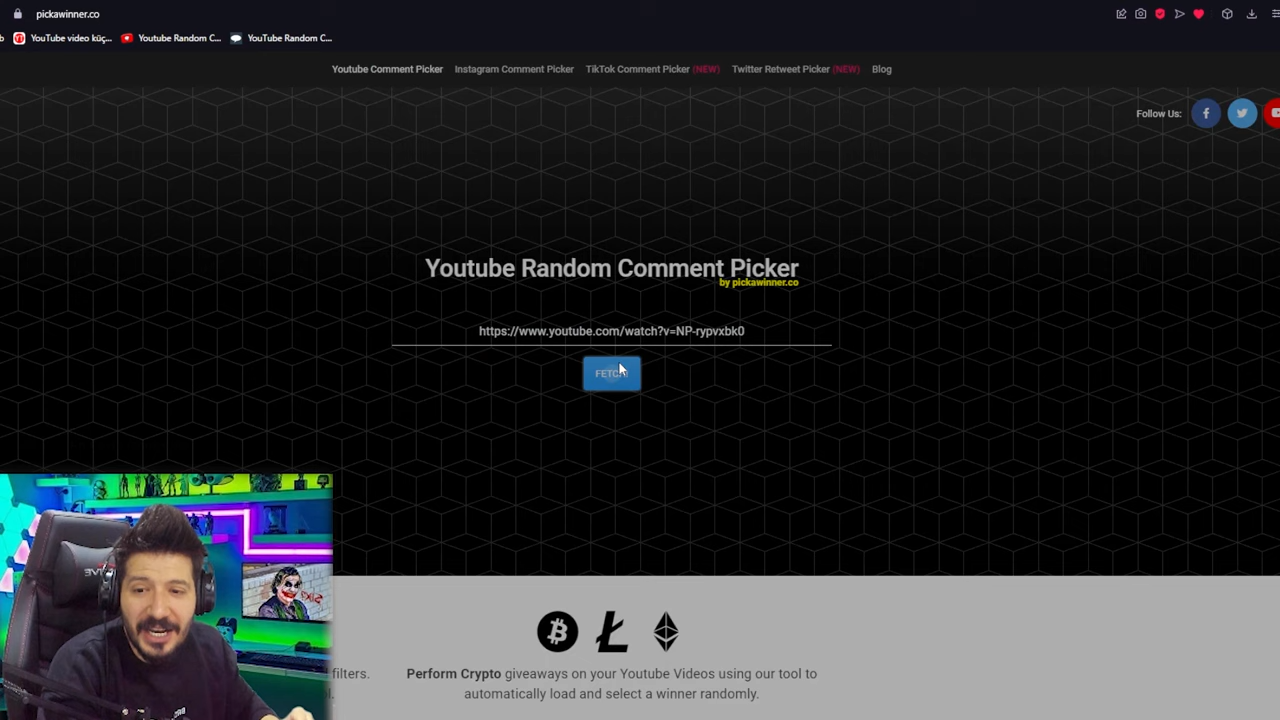 pickawinner.co
b YouTube video küç... Youtube Random C... YouTube Random C...
Youtube Comment Picker Instagram Comment Picker TikTok Comment Picker (NEW) Twitter Retweet Picker (NEW) Blog
Follow Us:
Youtube Random Comment Picker
by pickawinner.co
https://www.youtube.com/watch?v=NP-rypvxbk0
filters.
Perform Crypto giveaways on your Youtube Videos using our tool to
automatically load and select a winner randomly.